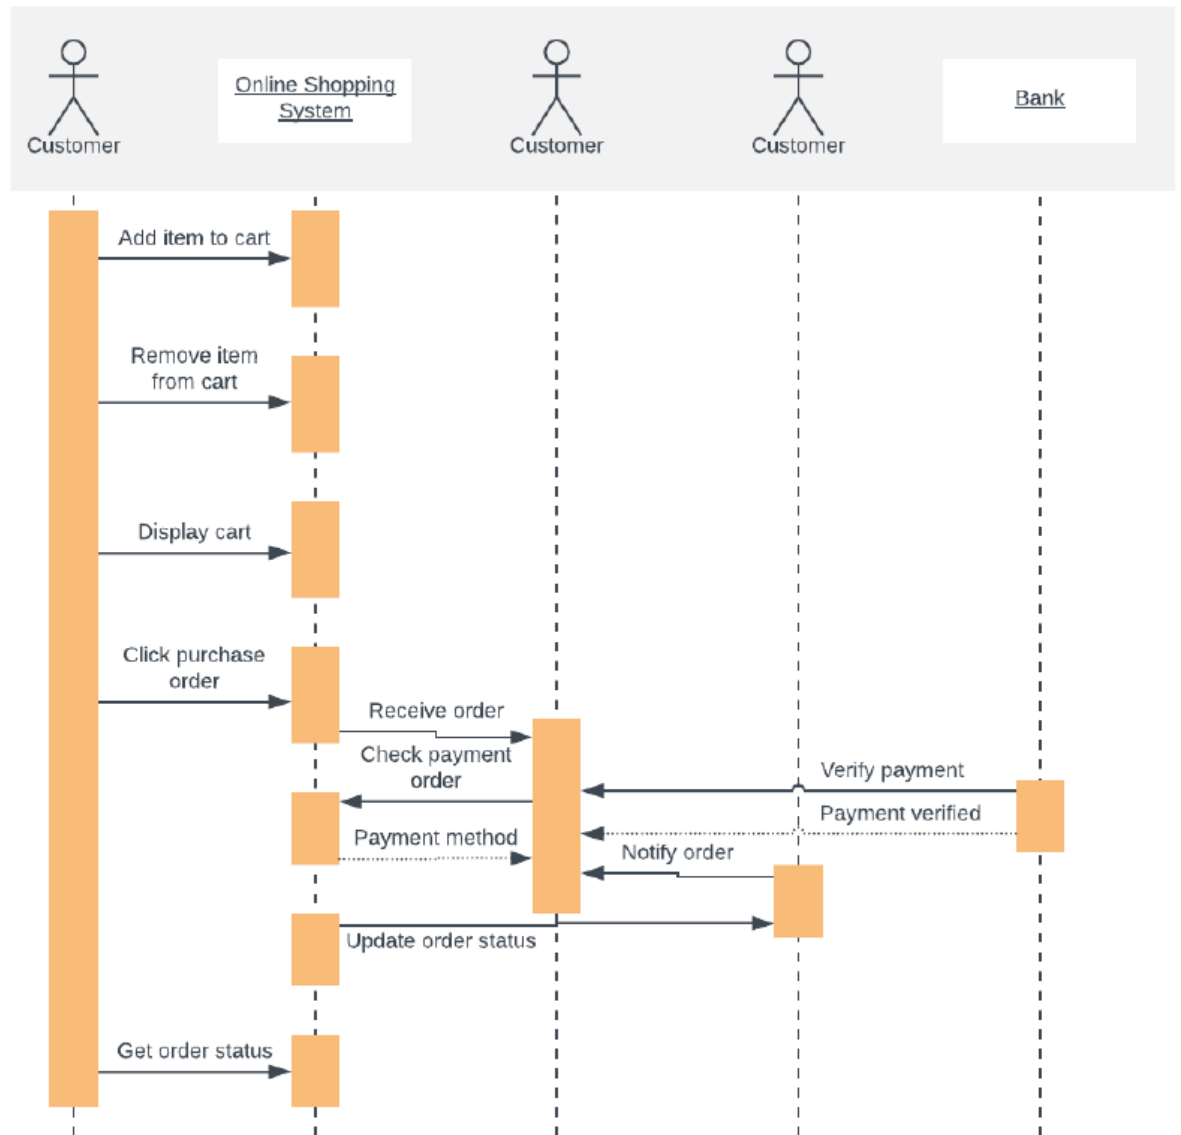 Customer
Online Shopping
System
Customer
Customer
Bank
Add item to cart
Remove item
from cart
Display cart
Click purchase
order
Receive order
Check payment
order
Verify payment
Payment verified
Payment method
Notify order
Update order status
Get order status